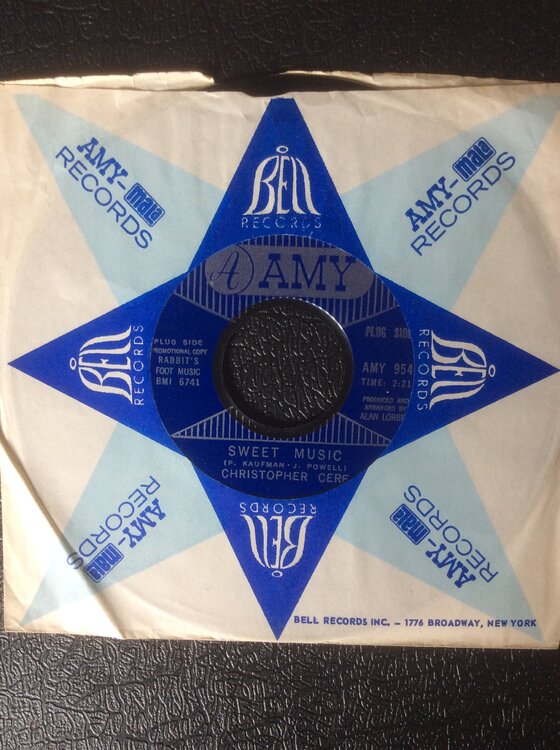 AMY-mala
RECORDS
BELL
RECORDS
AMY-mala
RECORDS
A AMY
BELL
RECORDS
PLUG SIDE
PROMOTIONAL COPY
RABBIT'S
FOOT MUSIC
BMI 6741
PLUG SIDE
AMY 954
TIME: 2:21
PRODUCED AND
ARRANGED BY
ALAN LORBE
BELL
RECORDS
SWEET MUSIC
(P. KAUFMAN - J. POWELL)
CHRISTOPHER CERF
AMY-mala
RECORDS
BELL
RECORDS
AMY-mala
RECORDS
BELL RECORDS INC. – 1776 BROADWAY, NEW YORK